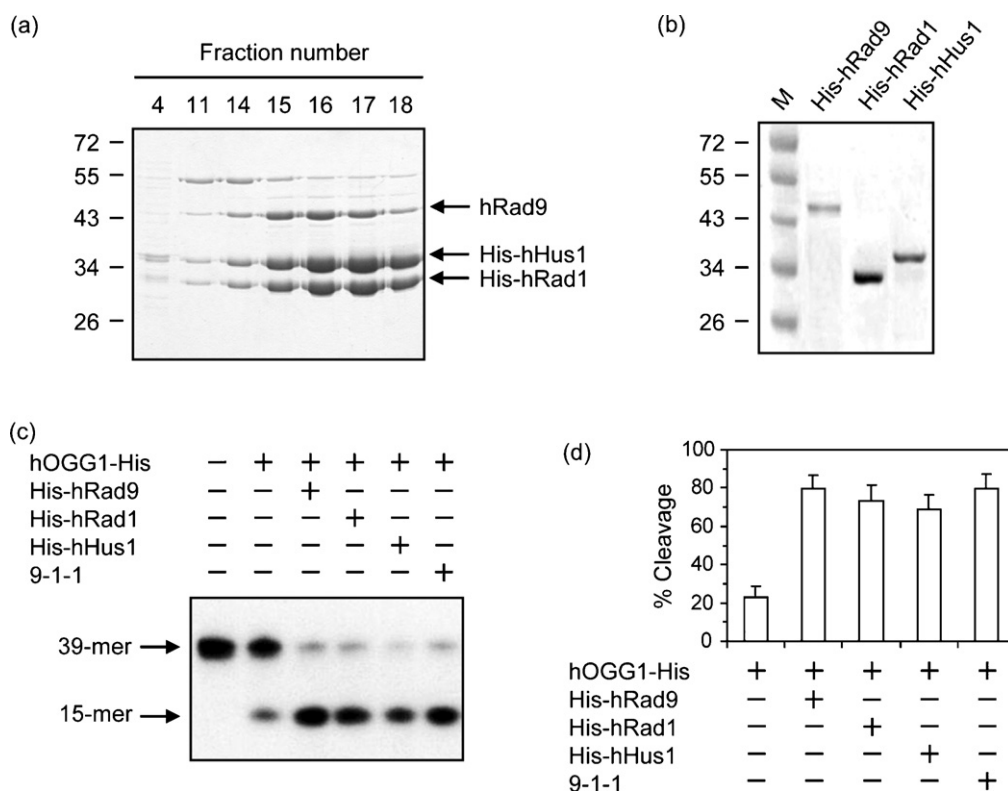 (a)
Fraction number
4 11 14 15 16 17 18
72
55
43
34
26
hRad9
His-hHus1
His-hRad1
(b)
M His-hRad9 His-hRad1 His-hHus1
72
55
43
34
26
(c)
hOGG1-His – + + + + +
His-hRad9 – – + – – –
His-hRad1 – – – + – –
His-hHus1 – – – – + –
9-1-1 – – – – – +
39-mer
15-mer
(d)
% Cleavage
100
80
60
40
20
0
hOGG1-His + + + + +
His-hRad9 – + – – –
His-hRad1 – – + – –
His-hHus1 – – – + –
9-1-1 – – – – +